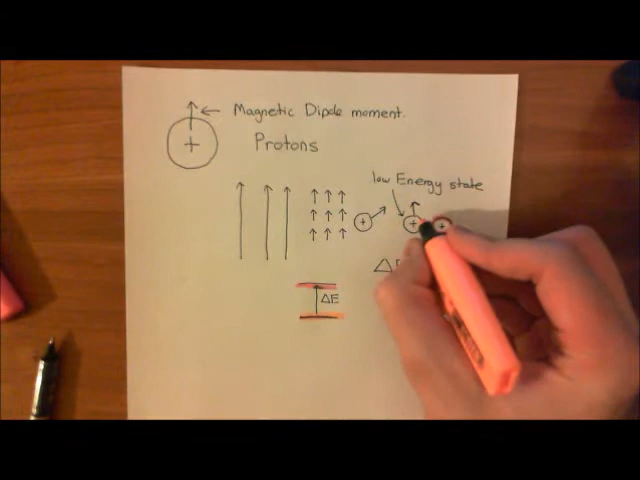 Magnetic Dipole moment.
+
Protons
low Energy state
+ + +
ΔE